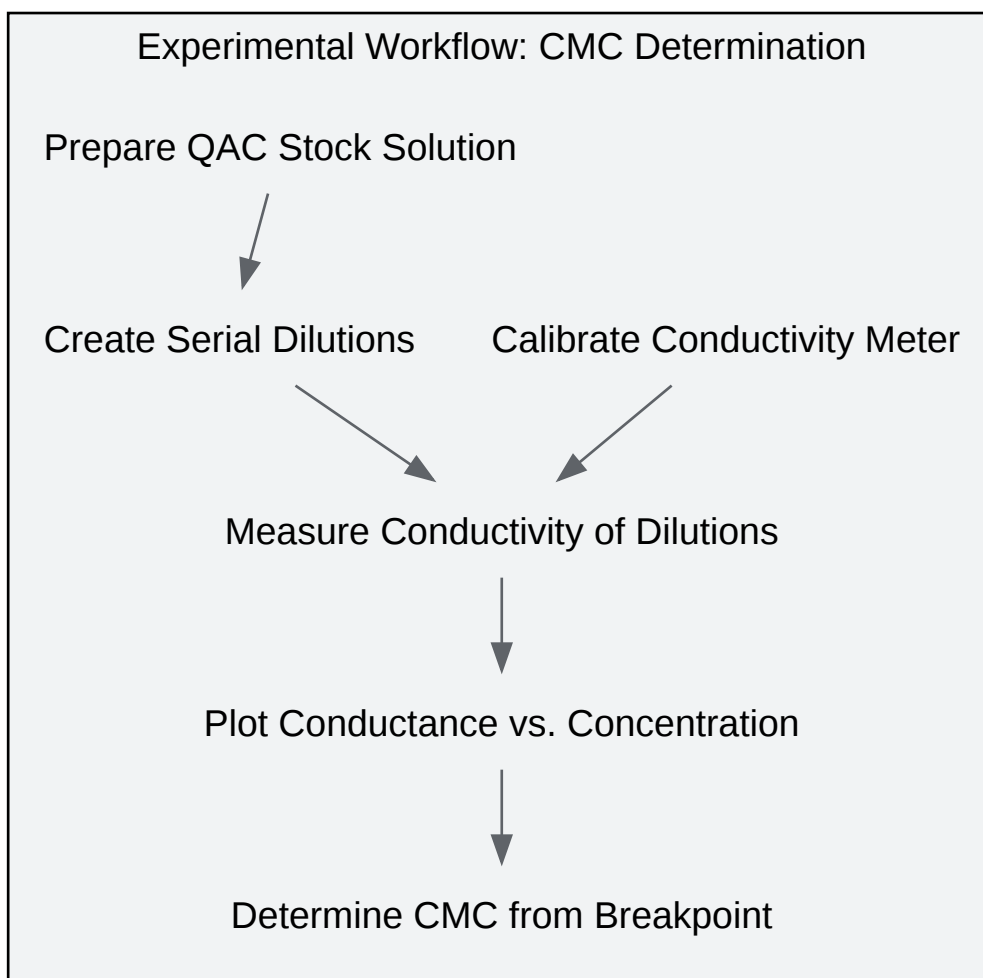 Experimental Workflow: CMC Determination
Prepare QAC Stock Solution
Create Serial Dilutions
Calibrate Conductivity Meter
Measure Conductivity of Dilutions
Plot Conductance vs. Concentration
Determine CMC from Breakpoint